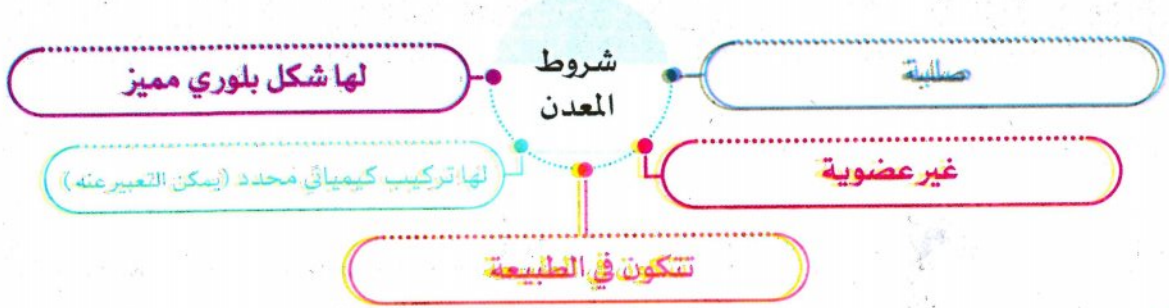 شروط
المعدن
صلبة
غير عضوية
تتكون في الطبيعة
لها تركيب كيميائي محدد (يمكن التعبير عنه)
لها شكل بلوري مميز